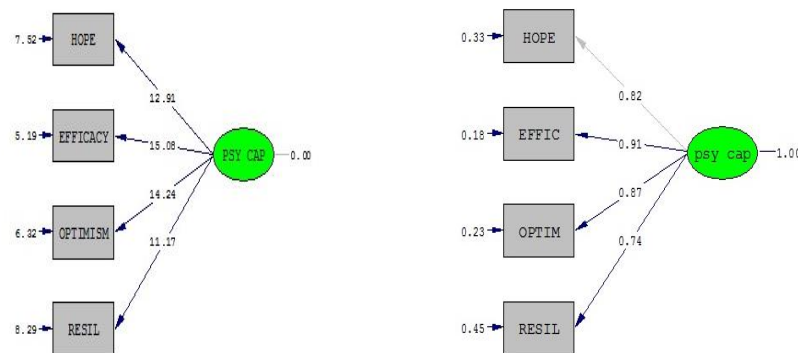 7.52
HOPE
12.91
5.19
EFFICACY
15.08
PSY CAP
0.00
14.24
6.32
OPTIMISM
11.17
8.29
RESIL
0.33
HOPE
0.82
0.18
EFFIC
0.91
psy cap
1.00
0.87
0.23
OPTIM
0.74
0.45
RESIL